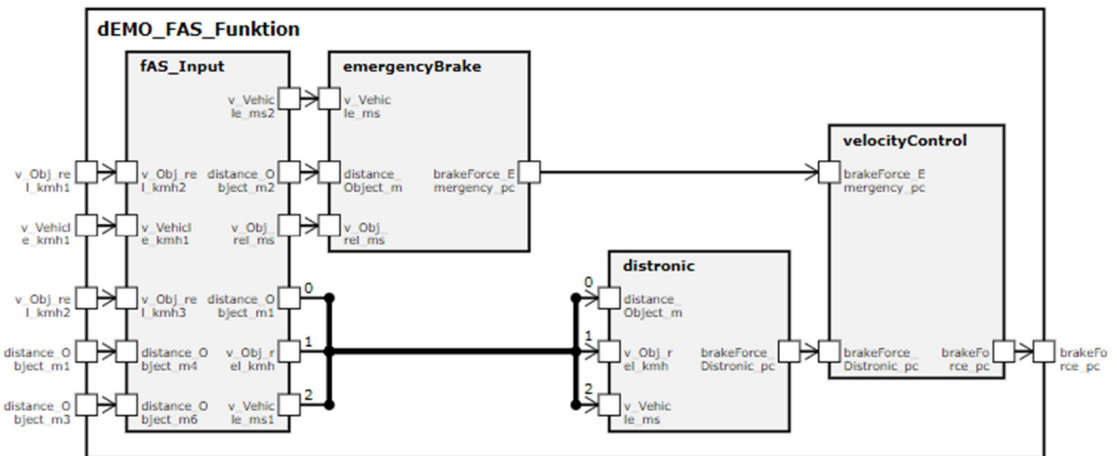 dEMO_FAS_Funktion
fAS_Input
emergencyBrake
v_Vehic
le_ms2
v_Vehic
le_ms
velocityControl
v_Obj_re
l_kmh1
v_Obj_re
l_kmh2
distance_O
bject_m2
distance_
Object_m
brakeForce_E
mergency_pc
brakeForce_E
mergency_pc
v_Vehicl
e_kmh1
v_Vehicl
e_kmh1
v_Obj_
rel_ms
v_Obj_
rel_ms
distronic
v_Obj_re
l_kmh2
v_Obj_re
l_kmh3
distance_O
bject_m1
0
0
distance_
Object_m
distance_O
bject_m1
distance_O
bject_m4
v_Obj_r
el_kmh
1
1
v_Obj_r
el_kmh
brakeForce_
Distronic_pc
brakeForce_
Distronic_pc
brakeFo
rce_pc
brakeFo
rce_pc
distance_O
bject_m3
distance_O
bject_m6
v_Vehic
le_ms1
2
2
v_Vehic
le_ms